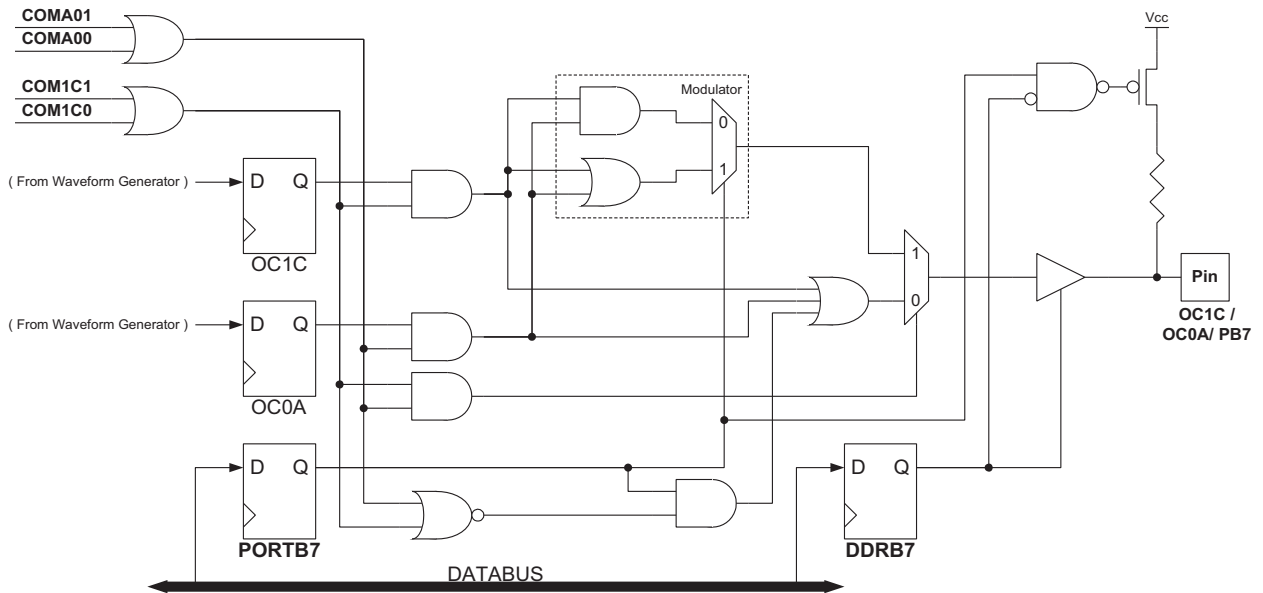 COMA01
COMA00
Vcc
COM1C1
COM1C0
Modulator
0
1
( From Waveform Generator )
D Q
OC1C
1
0
Pin
OC1C /
OC0A/ PB7
( From Waveform Generator )
D Q
OC0A
D Q
PORTB7
D Q
DDRB7
DATABUS